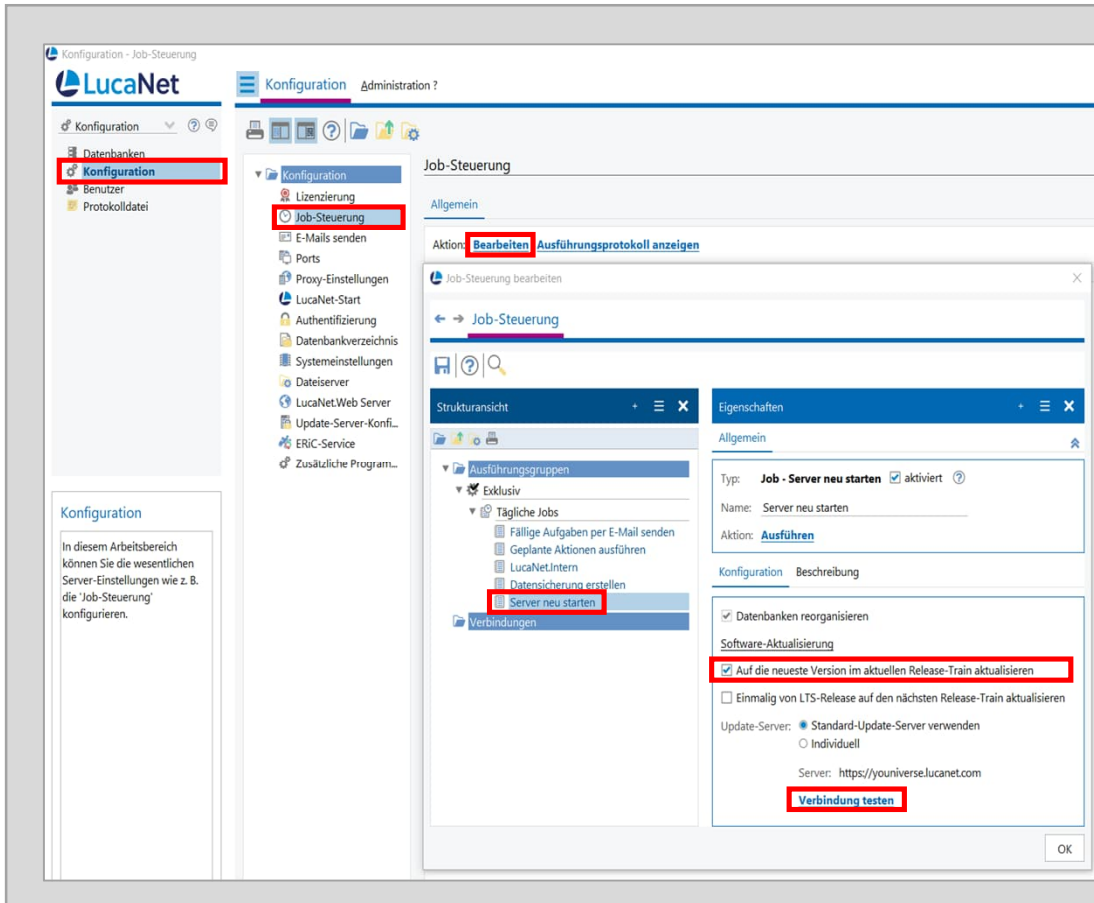 Konfiguration - Job-Steuerung
LucaNet
Konfiguration Administration ?
Konfiguration
Datenbanken
Konfiguration
Benutzer
Protokolldatei
Konfiguration
In diesem Arbeitsbereich
können Sie die wesentlichen
Server-Einstellungen wie z. B.
die 'Job-Steuerung'
konfigurieren.
Konfiguration
Lizenzierung
Job-Steuerung
E-Mails senden
Ports
Proxy-Einstellungen
LucaNet-Start
Authentifizierung
Datenbankverzeichnis
Systemeinstellungen
Dateiserver
LucaNet.Web Server
Update-Server-Konfi...
ERiC-Service
Zusätzliche Program...
Job-Steuerung
Allgemein
Aktion: Bearbeiten Ausführungsprotokoll anzeigen
Job-Steuerung bearbeiten
Job-Steuerung
Strukturansicht
Ausführungsgruppen
Exklusiv
Tägliche Jobs
Fällige Aufgaben per E-Mail senden
Geplante Aktionen ausführen
LucaNet.Intern
Datensicherung erstellen
Server neu starten
Verbindungen
Eigenschaften
Allgemein
Typ: Job - Server neu starten aktiviert
Name: Server neu starten
Aktion: Ausführen
Konfiguration Beschreibung
Datenbanken reorganisieren
Software-Aktualisierung
Auf die neueste Version im aktuellen Release-Train aktualisieren
Einmalig von LTS-Release auf den nächsten Release-Train aktualisieren
Update-Server: Standard-Update-Server verwenden
Individuell
Server: https://youniverse.lucanet.com
Verbindung testen
OK